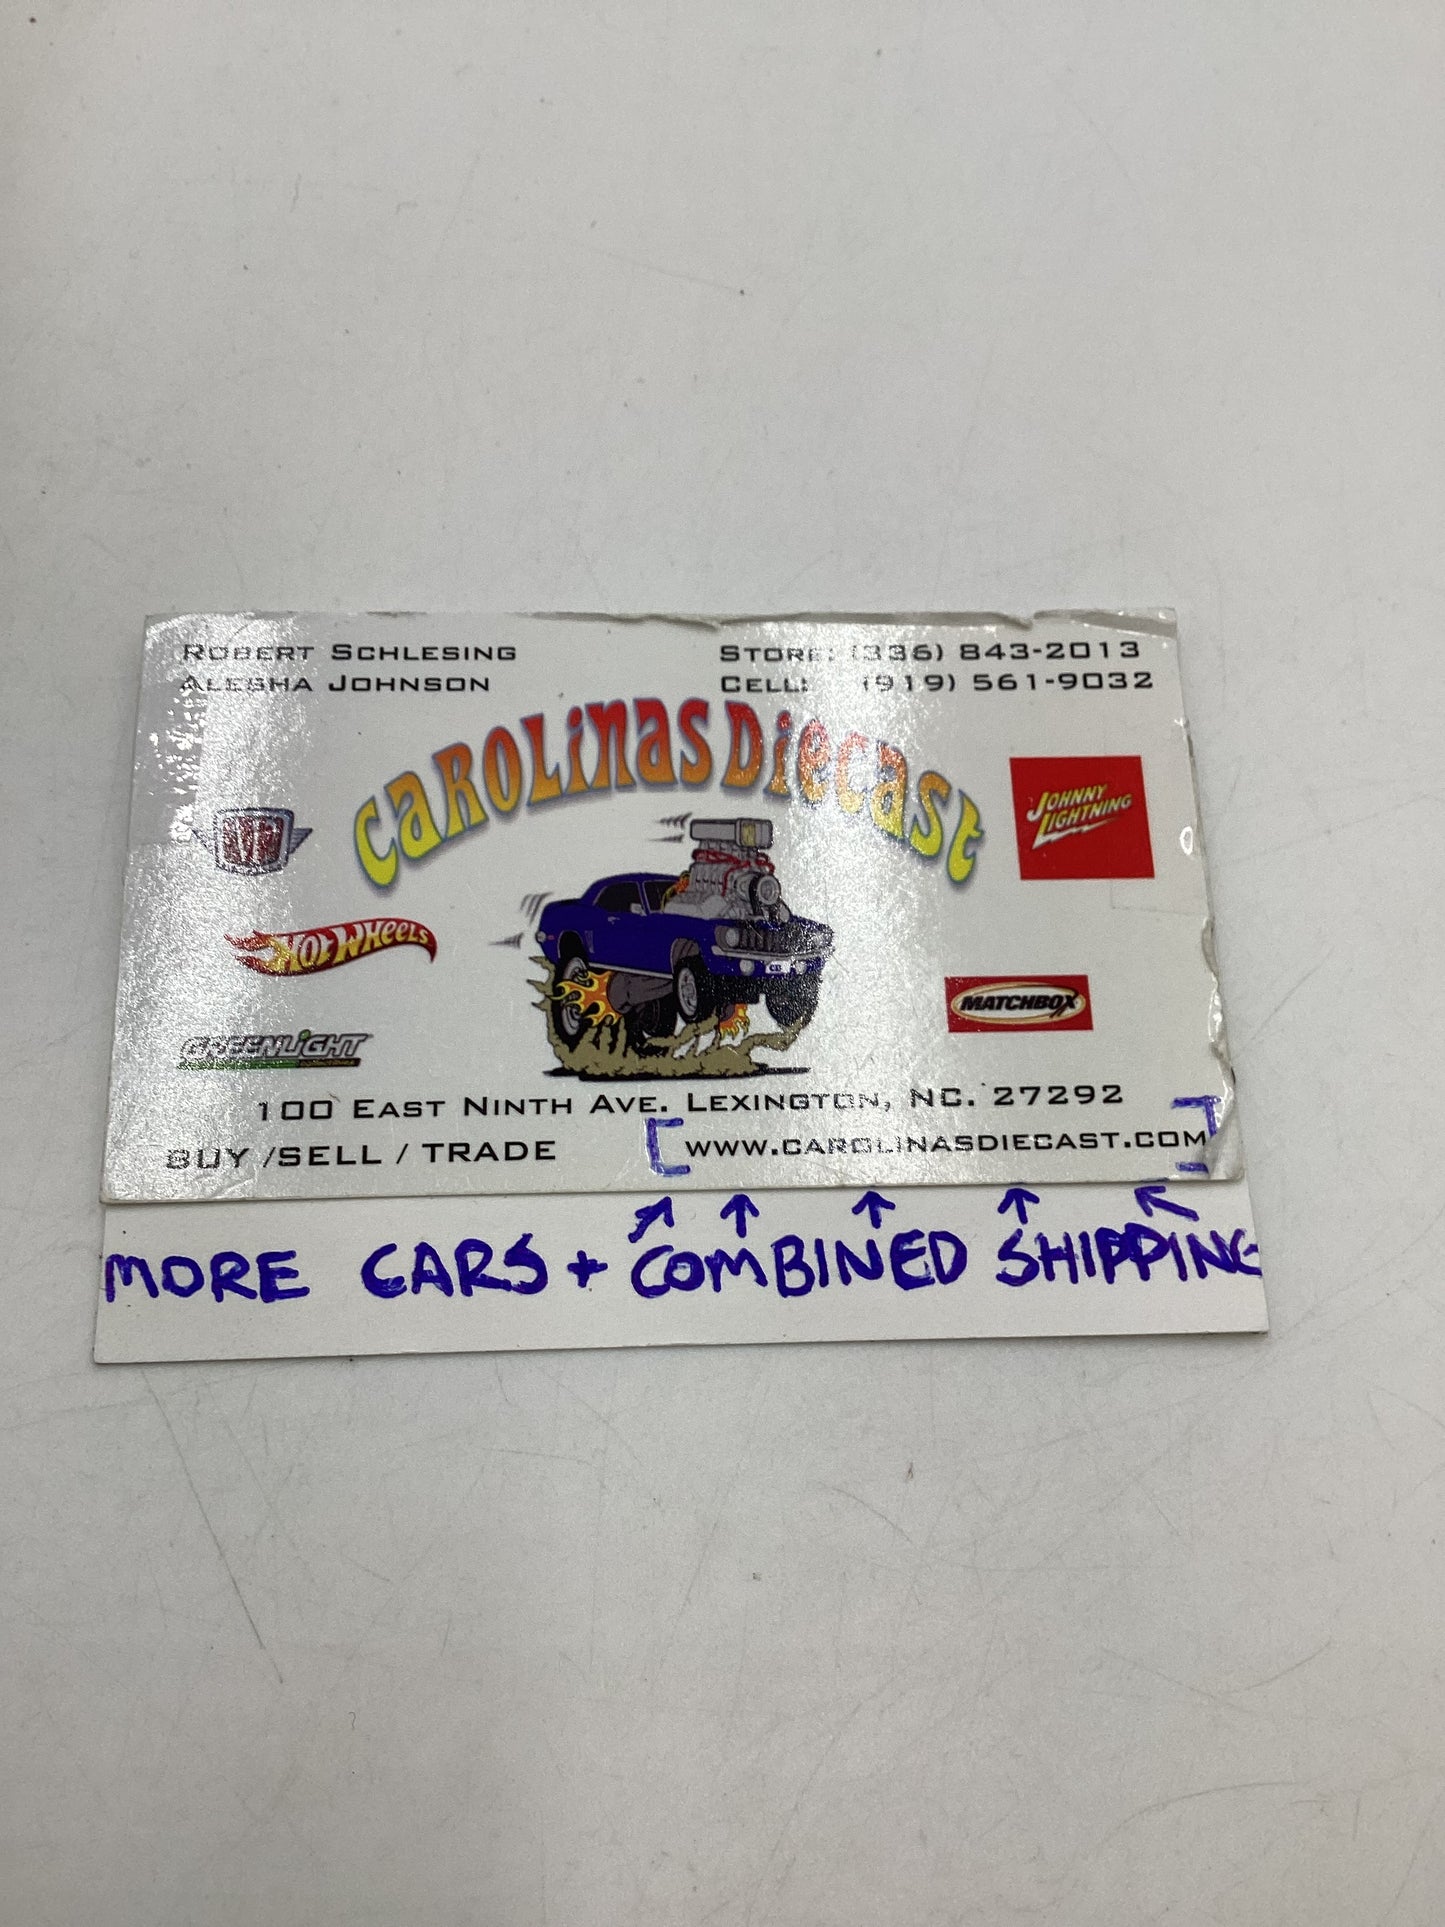 ROBERT SCHLESING
ALESHA JOHNSON
STORE: (336) 843-2013
CELL: (919) 561-9032
CAROLINAS DIECAST
JOHNNY
LIGHTNING
HOT WHEELS
MATCHBOX
GREENLIGHT
100 EAST NINTH AVE. LEXINGTON, NC. 27292
BUY /SELL / TRADE
[WWW.CAROLINASDIECAST.COM]
MORE CARS + COMBINED SHIPPING